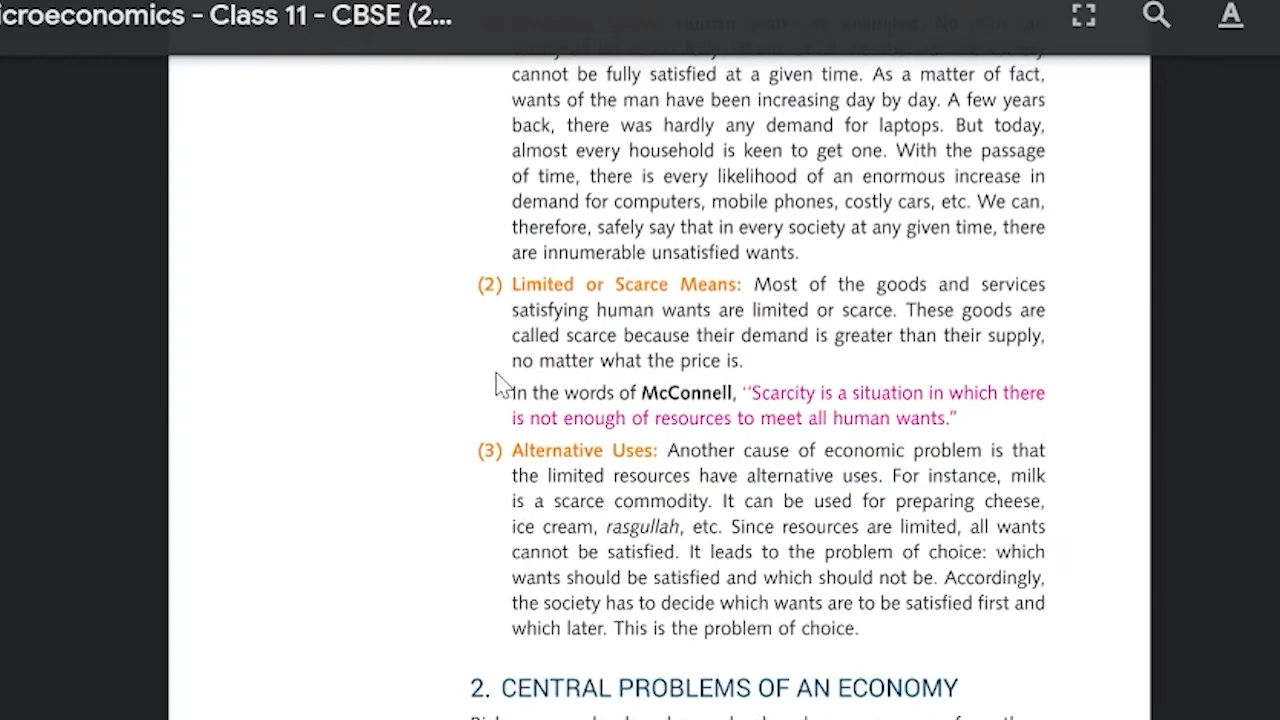 icroeconomics - Class 11 - CBSE (2...
A
cannot be fully satisfied at a given time. As a matter of fact,
wants of the man have been increasing day by day. A few years
back, there was hardly any demand for laptops. But today,
almost every household is keen to get one. With the passage
of time, there is every likelihood of an enormous increase in
demand for computers, mobile phones, costly cars, etc. We can,
therefore, safely say that in every society at any given time, there
are innumerable unsatisfied wants.
(2) Limited or Scarce Means: Most of the goods and services
satisfying human wants are limited or scarce. These goods are
called scarce because their demand is greater than their supply,
no matter what the price is.
In the words of McConnell, ‘‘Scarcity is a situation in which there
is not enough of resources to meet all human wants.”
(3) Alternative Uses: Another cause of economic problem is that
the limited resources have alternative uses. For instance, milk
is a scarce commodity. It can be used for preparing cheese,
ice cream, rasgullah, etc. Since resources are limited, all wants
cannot be satisfied. It leads to the problem of choice: which
wants should be satisfied and which should not be. Accordingly,
the society has to decide which wants are to be satisfied first and
which later. This is the problem of choice.
2. CENTRAL PROBLEMS OF AN ECONOMY